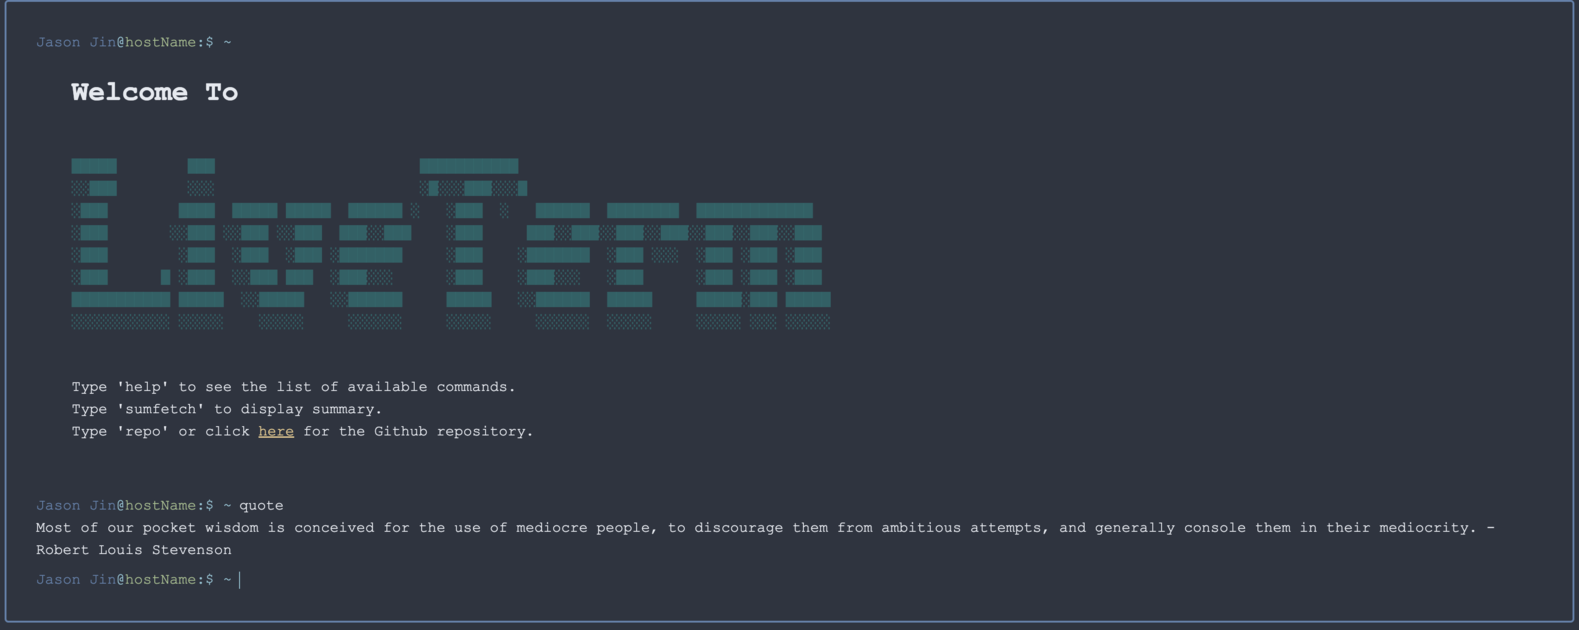 Jason Jin@hostName:$ ~
Welcome To
LiveTerm
Type 'help' to see the list of available commands.
Type 'sumfetch' to display summary.
Type 'repo' or click here for the Github repository.
Jason Jin@hostName:$ ~ quote
Most of our pocket wisdom is conceived for the use of mediocre people, to discourage them from ambitious attempts, and generally console them in their mediocrity. -
Robert Louis Stevenson
Jason Jin@hostName:$ ~